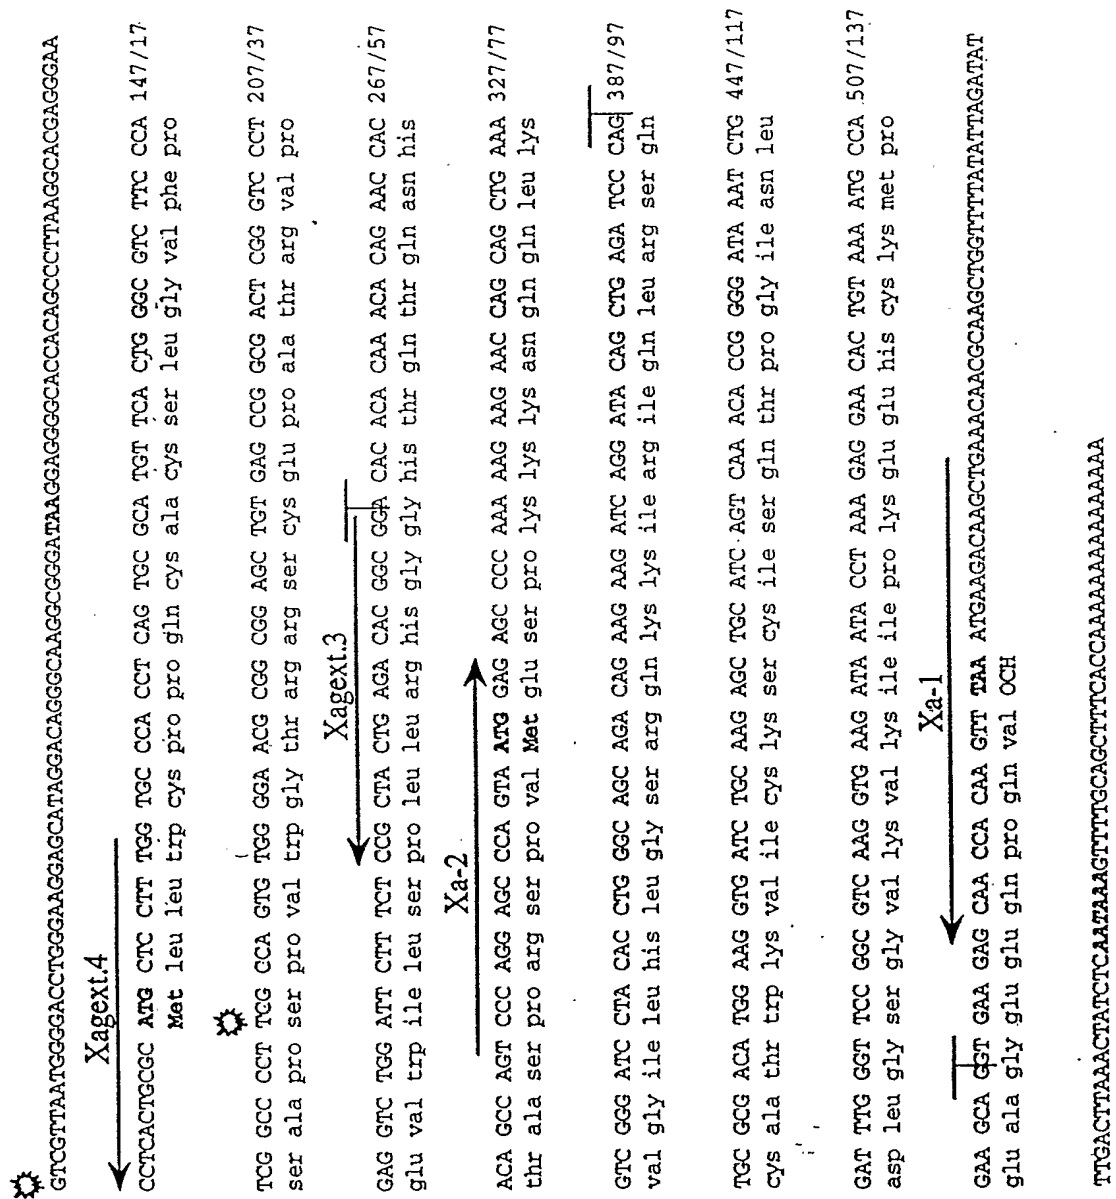 GTCGTTAATGGGGACCTGGGAAGGAGCATAGGACAGGGCAAGGCGGGATAAGGAGGGGCACCACAGCCCTTAAGGCACGAGGGAA
Xagext.4
CCTCACTGCGC ATG CTC CTT TGG TGC CCA CCT CAG TGC GCA TGT TCA CTG GGC GTC TTC CCA 147/17
Met leu leu trp cys pro pro gln cys ala cys ser leu gly val phe pro
TCG GCC CCT TCG CCA GTG TGG GGA ACG CGG CGG AGC TGT GAG CCG GCG ACT CGG GTC CCT 207/37
ser ala pro ser pro val trp gly thr arg arg ser cys glu pro ala thr arg val pro
Xagext.3
GAG GTC TGG ATT CTT TCT CCG CTA CTG AGA CAC GGC GGA CAC ACA CAA ACA CAG AAC CAC 267/57
glu val trp ile leu ser pro leu leu arg his gly gly his thr gln thr gln asn his
Xa-2
ACA GCC AGT CCC AGG AGC CCA GTA ATG GAG AGC CCC AAA AAG AAG AAC CAG CAG CTG AAA 327/77
thr ala ser pro arg ser pro val Met glu ser pro lys lys lys asn gln gln leu lys
GTC GGG ATC CTA CAC CTG GGC AGC AGA CAG AAG AAG ATC AGG ATA CAG CTG AGA TCC CAG 387/97
val gly ile leu his leu gly ser arg gln lys lys ile arg ile gln leu arg ser gln
TGC GCG ACA TGG AAG GTG ATC TGC AAG AGC TGC ATC AGT CAA ACA CCG GGG ATA AAT CTG 447/117
cys ala thr trp lys val ile cys lys ser cys ile ser gln thr pro gly ile asn leu
GAT TTG GGT TCC GGC GTC AAG GTG AAG ATA ATA CCT AAA GAG GAA CAC TGT AAA ATG CCA 507/137
asp leu gly ser gly val lys val lys ile ile pro lys glu glu his cys lys met pro
Xa-1
GAA GCA GGT GAA GAG CAA CCA CAA GTT TAA ATGAAGACAAGCTGAAACAACGCAAGCTGGTTTTATATTAGATAT
glu ala gly glu glu gln pro gln val OCH
TTGACTTAAACTATCTCAATAAAGTTTTGCAGCTTTCACCAAAAAAAAAAAAAAA